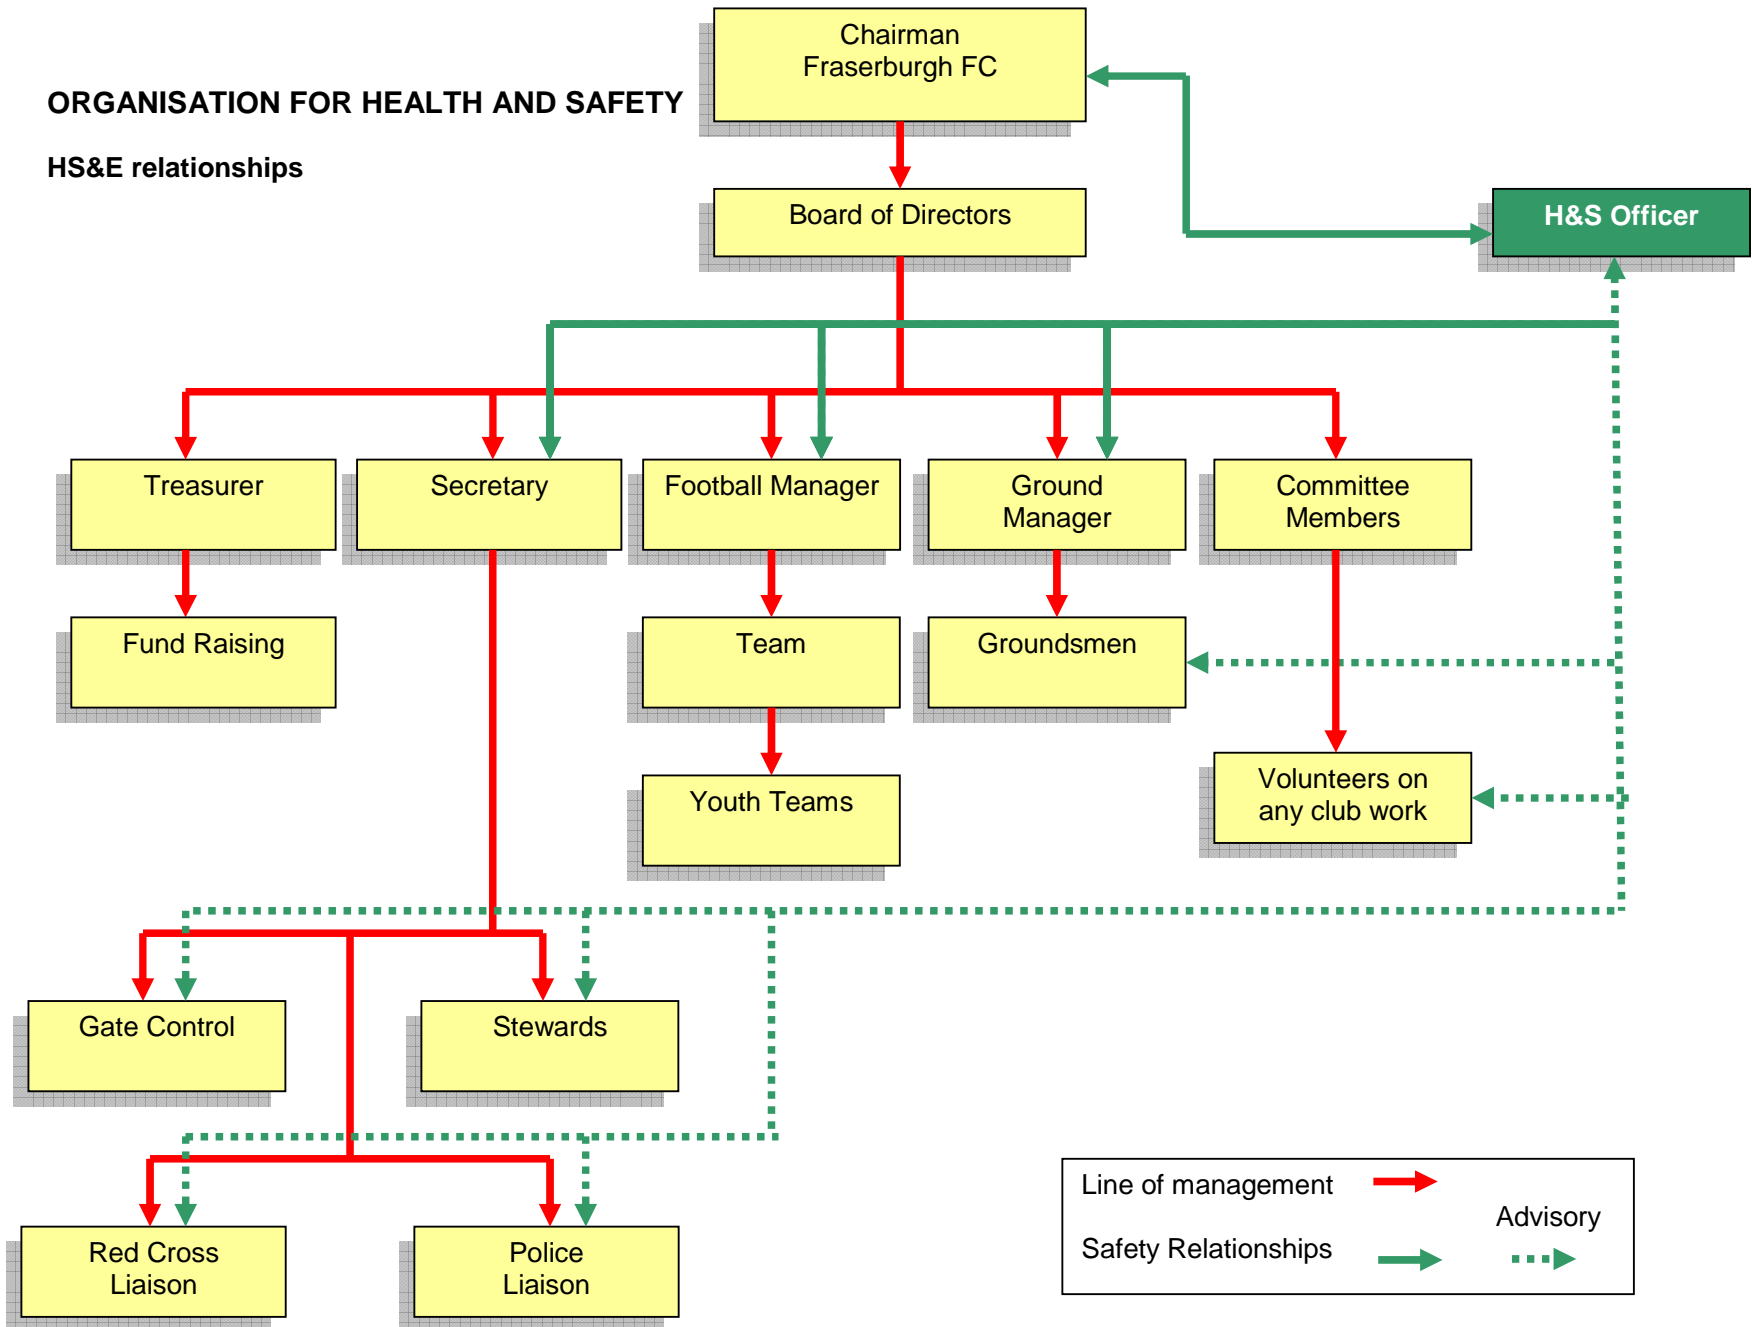 Chairman
Fraserburgh FC
ORGANISATION FOR HEALTH AND SAFETY
HS&E relationships
Board of Directors
H&S Officer
Treasurer
Secretary
Football Manager
Ground
Manager
Committee
Members
Fund Raising
Team
Groundsmen
Youth Teams
Volunteers on
any club work
Gate Control
Stewards
Red Cross
Liaison
Police
Liaison
Line of management
Advisory
Safety Relationships